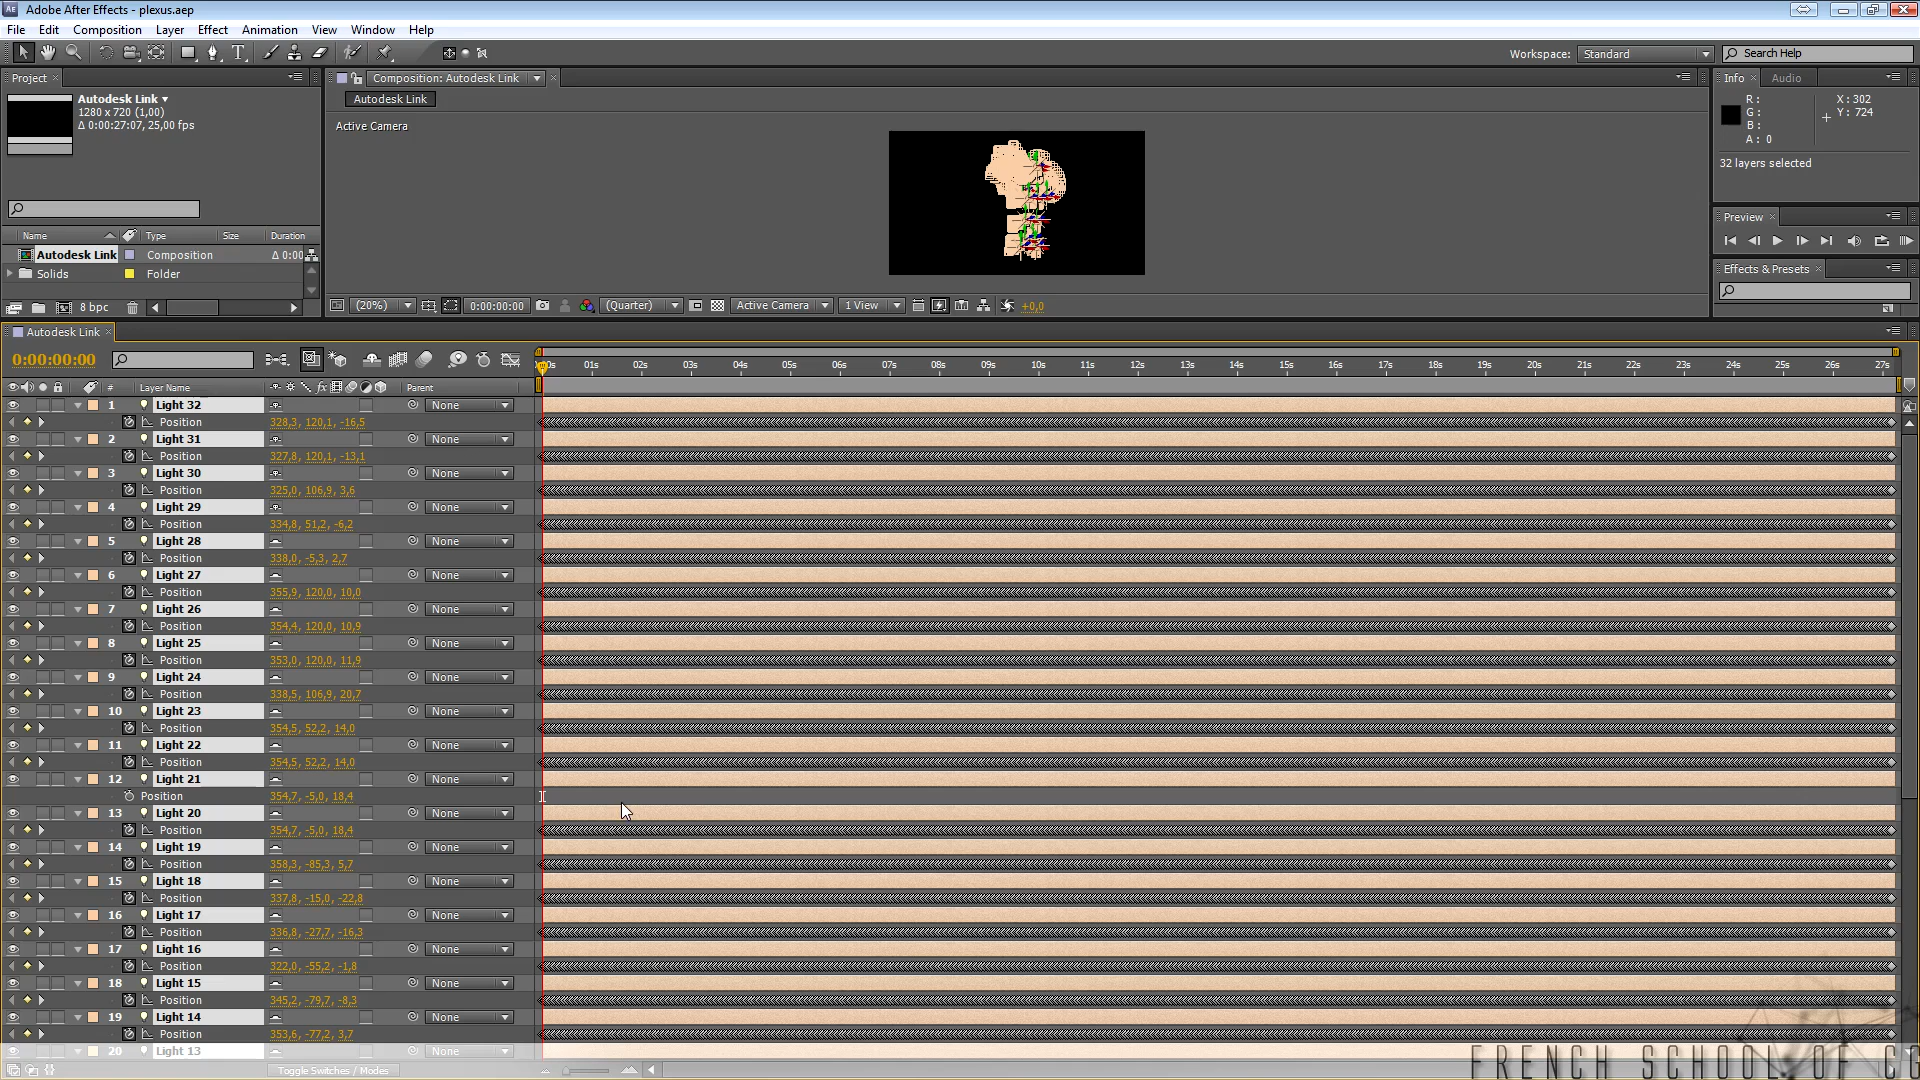 Adobe After Effects - plexus.aep
File Edit Composition Layer Effect Animation View Window Help
Workspace: Standard Search Help
Project
Autodesk Link
1280 x 720 (1,00)
Δ 0:00:27:07, 25,00 fps
Name Type Size Duration
Autodesk Link Composition Δ 0:00
Solids Folder
8 bpc
Composition: Autodesk Link
Autodesk Link
Active Camera
(20%) 0:00:00:00 (Quarter) Active Camera 1 View +0,0
Info Audio
R :
G :
B :
A : 0
X : 302
Y : 724
32 layers selected
Preview
Effects & Presets
Autodesk Link
0:00:00:00
01s 02s 03s 04s 05s 06s 07s 08s 09s 10s 11s 12s 13s 14s 15s 16s 17s 18s 19s 20s 21s 22s 23s 24s 25s 26s 27s
# Layer Name fx Parent
1 Light 32 None
Position 328,3, 120,1, -16,5
2 Light 31 None
Position 327,8, 120,1, -13,1
3 Light 30 None
Position 325,0, 106,9, 3,6
4 Light 29 None
Position 334,8, 51,2, -6,2
5 Light 28 None
Position 338,0, -5,3, 2,7
6 Light 27 None
Position 355,9, 120,0, 10,0
7 Light 26 None
Position 354,4, 120,0, 10,9
8 Light 25 None
Position 353,0, 120,0, 11,9
9 Light 24 None
Position 338,5, 106,9, 20,7
10 Light 23 None
Position 354,5, 52,2, 14,0
11 Light 22 None
Position 354,5, 52,2, 14,0
12 Light 21 None
Position 354,7, -5,0, 18,4
13 Light 20 None
Position 354,7, -5,0, 18,4
14 Light 19 None
Position 358,3, -85,3, 5,7
15 Light 18 None
Position 337,8, -15,0, -22,8
16 Light 17 None
Position 336,8, -27,7, -16,3
17 Light 16 None
Position 322,0, -55,2, -1,8
18 Light 15 None
Position 345,2, -79,7, -8,3
19 Light 14 None
Position 353,6, -77,2, 3,7
20 Light 13
Toggle Switches / Modes
FRENCH SCHOOL OF CG